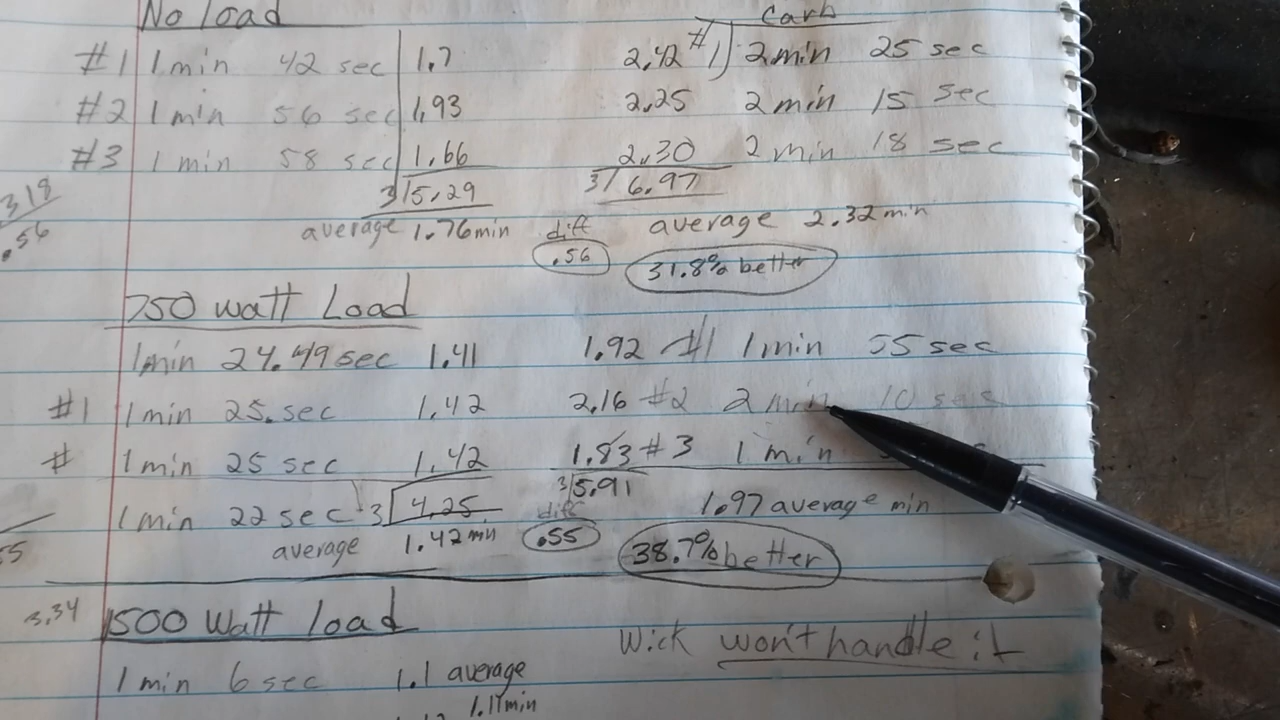 No load Carb
#1 1 min 42 sec 1.7 2.42 #1 2 min 25 sec
#2 1 min 56 sec 1.93 2.25 2 min 15 sec
#3 1 min 58 sec 1.66 2.30 2 min 18 sec
318 3/5.29 3/6.97
.56 average 1.76 min diff average 2.32 min
.56 31.8% better
750 watt Load
1 min 24.49 sec 1.41 1.92 #1 1 min 55 sec
#1 1 min 25. sec 1.42 2.16 #2 2 min 10 sec
# 1 min 25 sec 1.42 1.83 #3 1 min
1 min 22 sec 3 4.25 3/5.91 1.97 average min
average 1.42 min diff .55 38.7% better
3.34 1500 Watt load
Wick won't handle it
1 min 6 sec 1.1 average
1.11 min